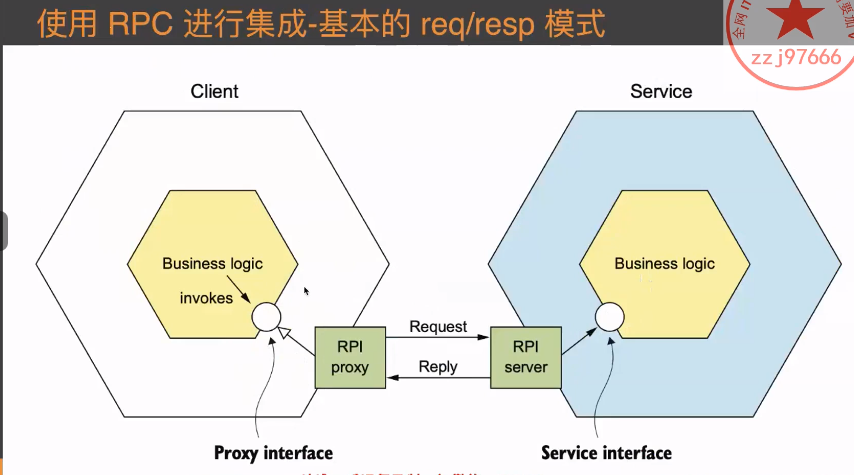 使用 RPC 进行集成-基本的 req/resp 模式
zzj97666
Client
Service
Business logic
invokes
Business logic
Request
RPI
proxy
RPI
server
Reply
Proxy interface
Service interface